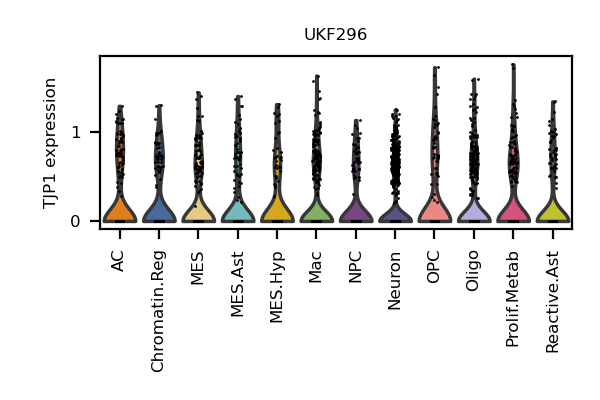 UKF296
TJP1 expression
1
0
AC
Chromatin.Reg
MES
MES.Ast
MES.Hyp
Mac
NPC
Neuron
OPC
Oligo
Prolif.Metab
Reactive.Ast